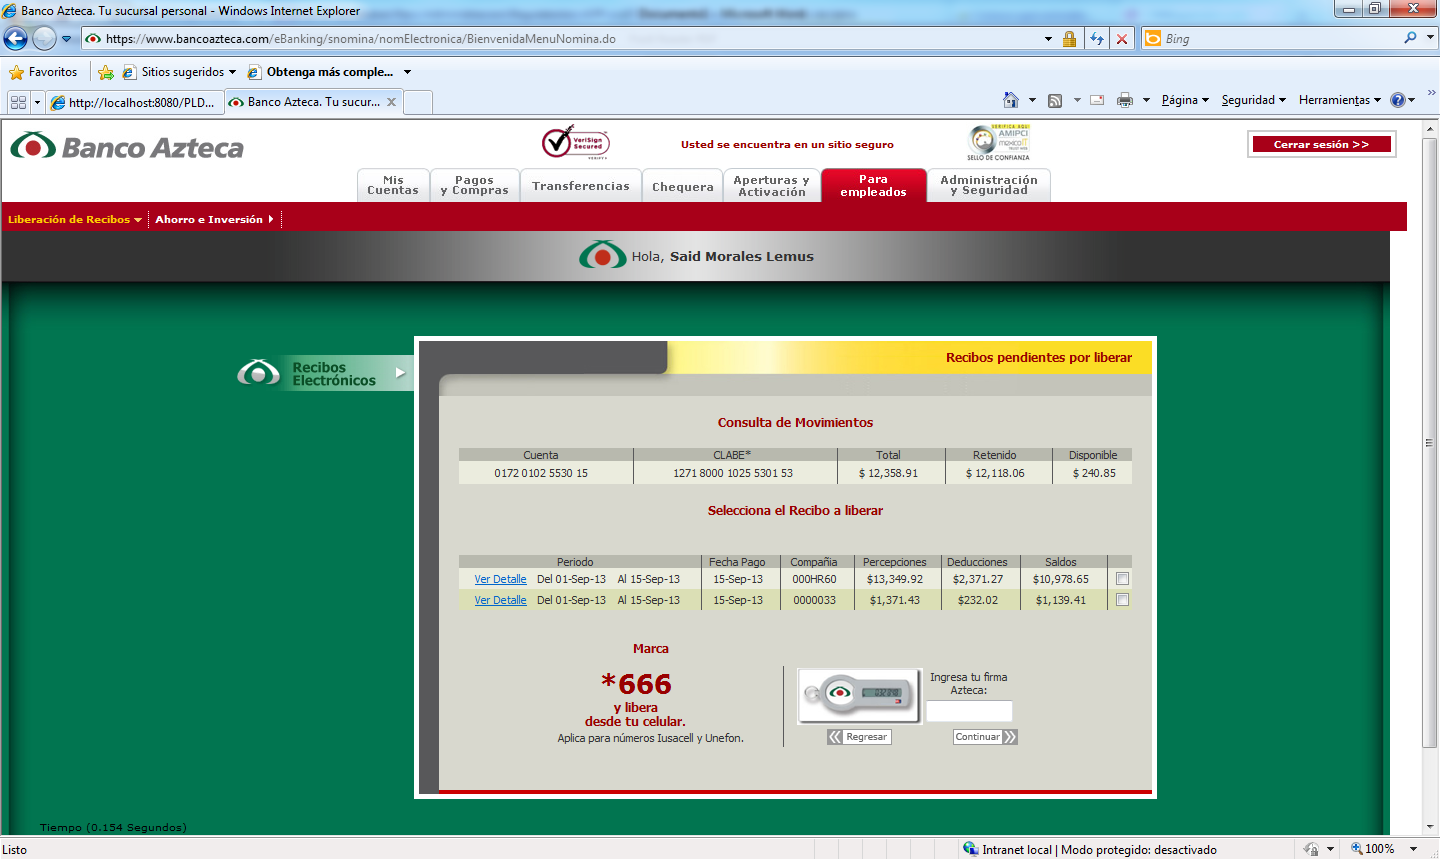 Banco Azteca. Tu sucursal personal - Windows Internet Explorer
https://www.bancoazteca.com/eBanking/snomina/nomElectronica/BienvenidaMenuNomina.do
Bing
Favoritos Sitios sugeridos Obtenga más comple...
http://localhost:8080/PLD... Banco Azteca. Tu sucur... Página Seguridad Herramientas
Banco Azteca
VeriSign Secured
VERIFY
Usted se encuentra en un sitio seguro
VERIFICA AQUI
AMIPCI
SELLO DE CONFIANZA
Cerrar sesión >>
Mis Cuentas
Pagos y Compras
Transferencias
Chequera
Aperturas y Activación
Para empleados
Administración y Seguridad
Liberación de Recibos Ahorro e Inversión
Hola, Said Morales Lemus
Recibos Electrónicos
Recibos pendientes por liberar
Consulta de Movimientos
Cuenta CLABE* Total Retenido Disponible
0172 0102 5530 15 1271 8000 1025 5301 53 $ 12,358.91 $ 12,118.06 $ 240.85
Selecciona el Recibo a liberar
Periodo Fecha Pago Compañia Percepciones Deducciones Saldos
Ver Detalle Del 01-Sep-13 Al 15-Sep-13 15-Sep-13 000HR60 $13,349.92 $2,371.27 $10,978.65
Ver Detalle Del 01-Sep-13 Al 15-Sep-13 15-Sep-13 0000033 $1,371.43 $232.02 $1,139.41
Marca
*666
y libera
desde tu celular.
Aplica para números Iusacell y Unefon.
Ingresa tu firma
Azteca:
Regresar Continuar
Tiempo (0.154 Segundos)
Listo Intranet local | Modo protegido: desactivado 100%